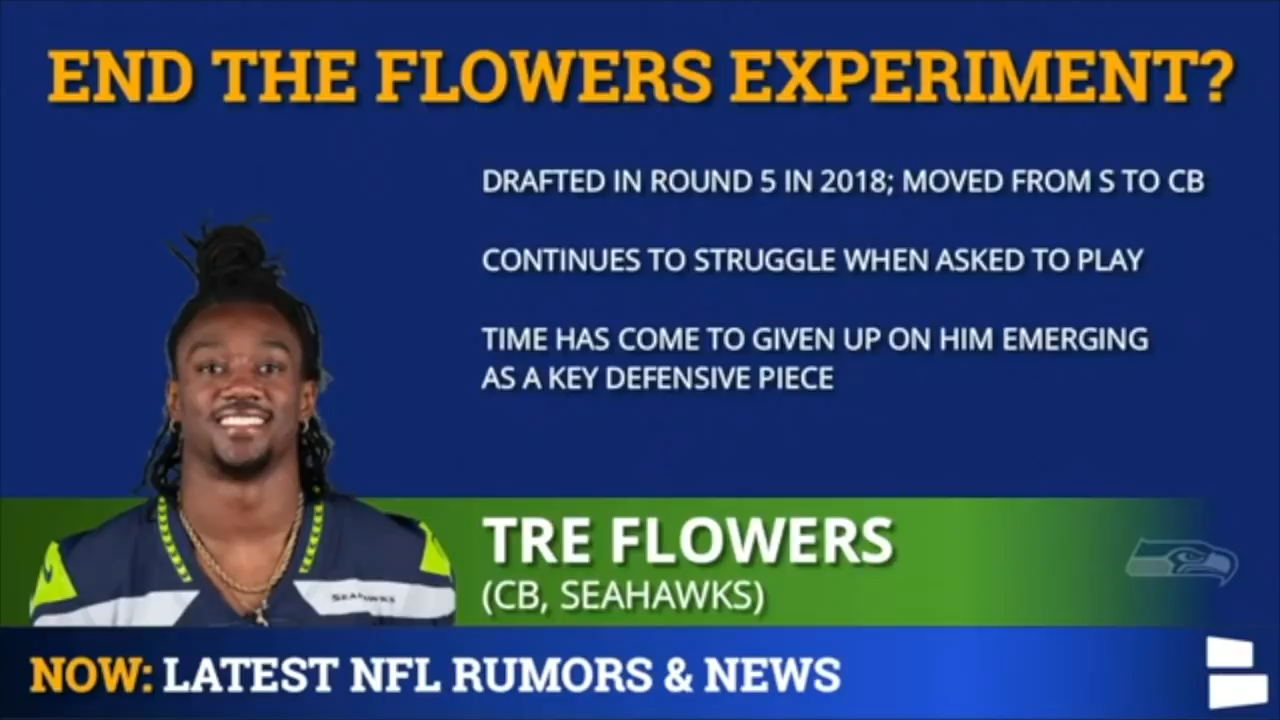 END THE FLOWERS EXPERIMENT?
DRAFTED IN ROUND 5 IN 2018; MOVED FROM S TO CB
CONTINUES TO STRUGGLE WHEN ASKED TO PLAY
TIME HAS COME TO GIVEN UP ON HIM EMERGING
AS A KEY DEFENSIVE PIECE
SEAHAWKS
TRE FLOWERS
(CB, SEAHAWKS)
NOW: LATEST NFL RUMORS & NEWS